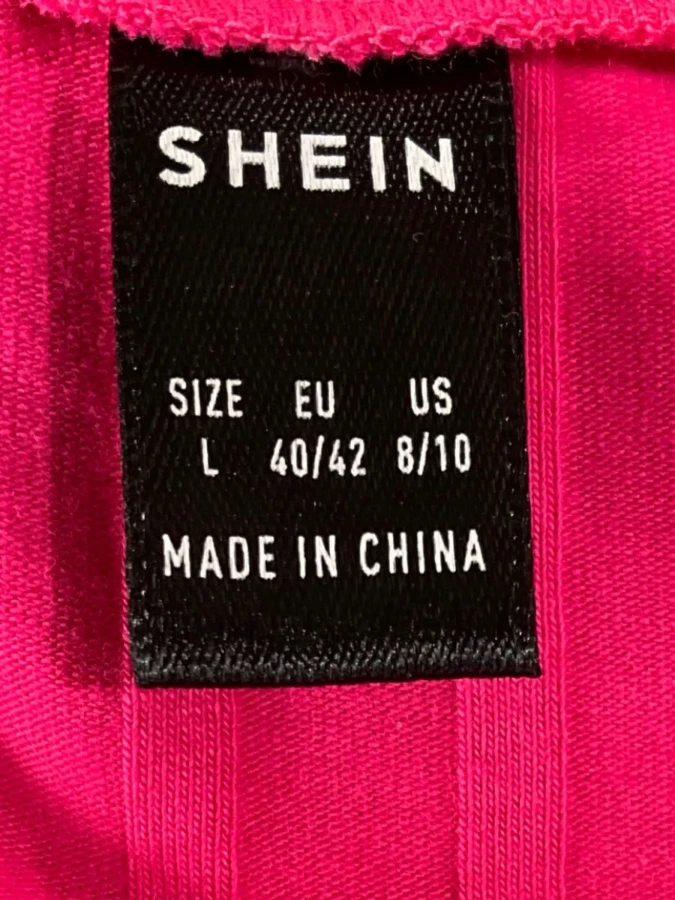 SHEIN
SIZE EU US
L 40/42 8/10
MADE IN CHINA